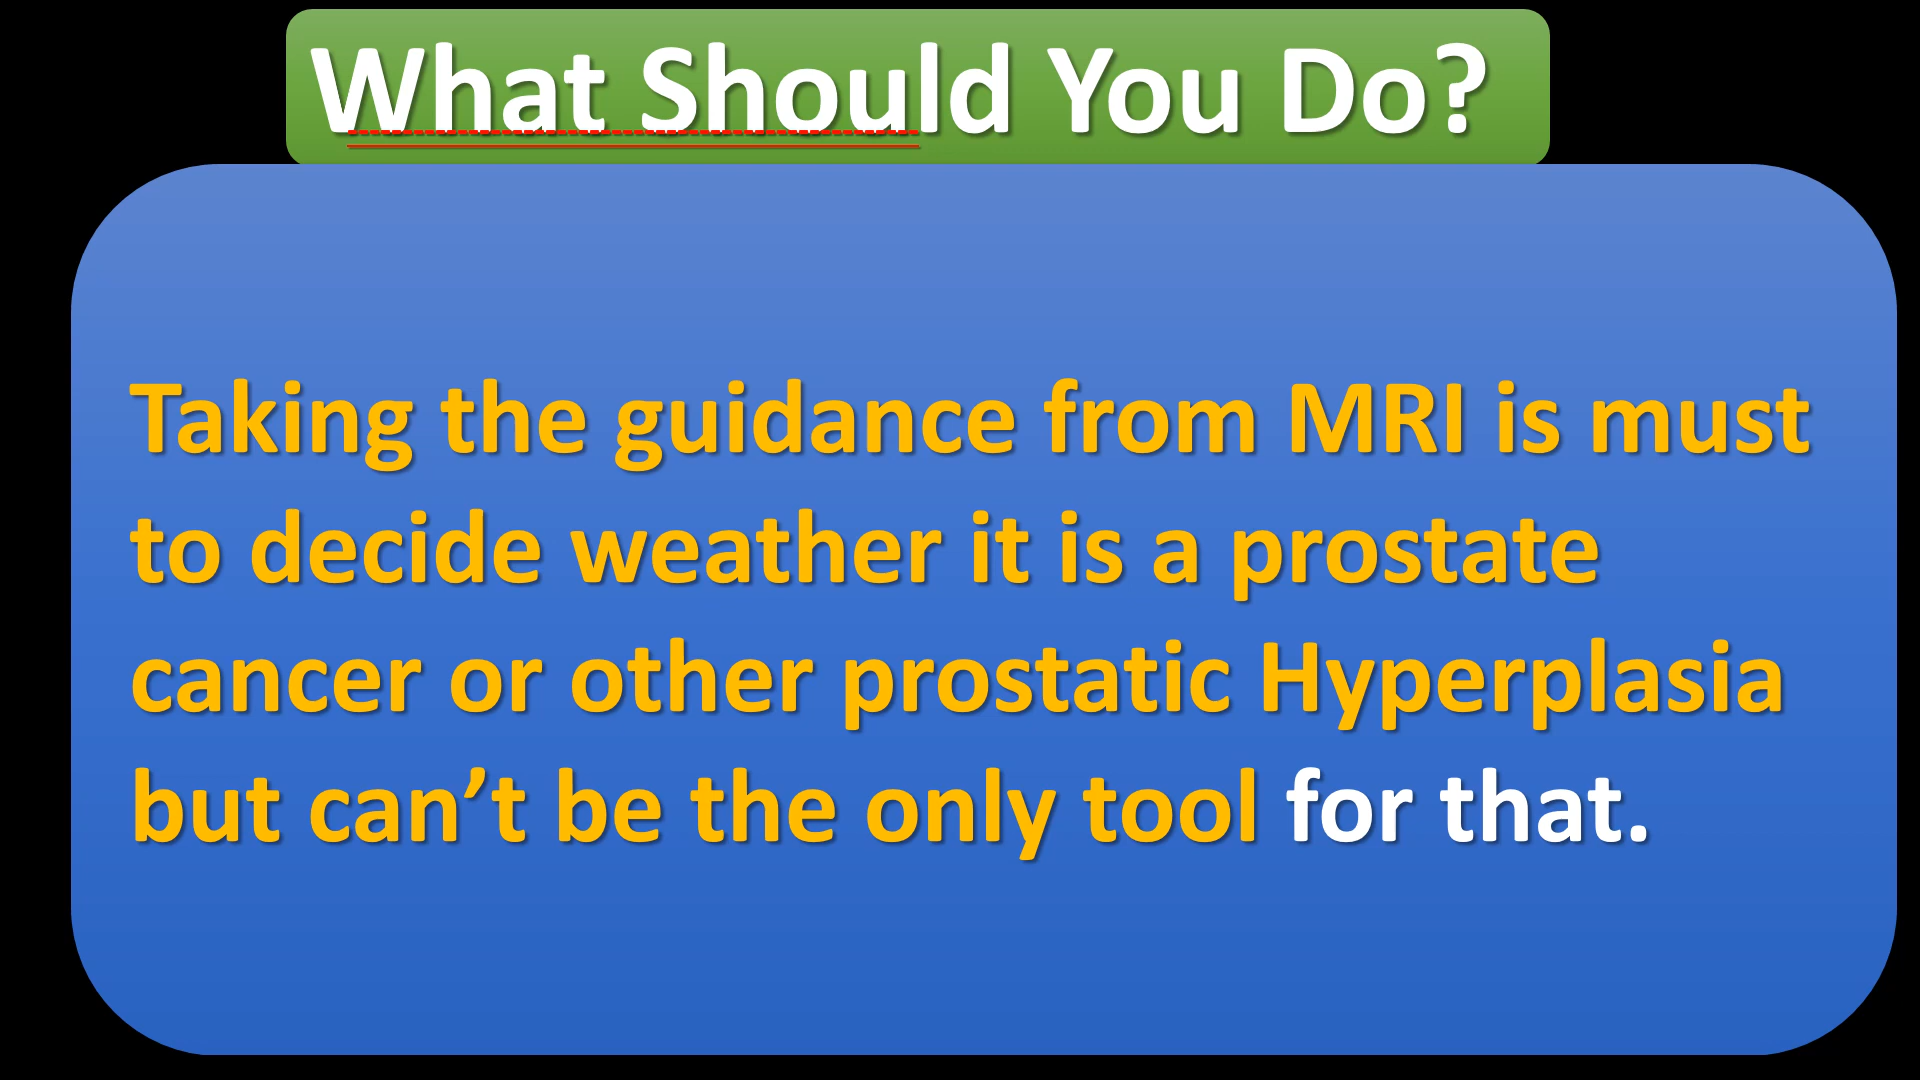 What Should You Do?
Taking the guidance from MRI is must
to decide weather it is a prostate
cancer or other prostatic Hyperplasia
but can’t be the only tool for that.